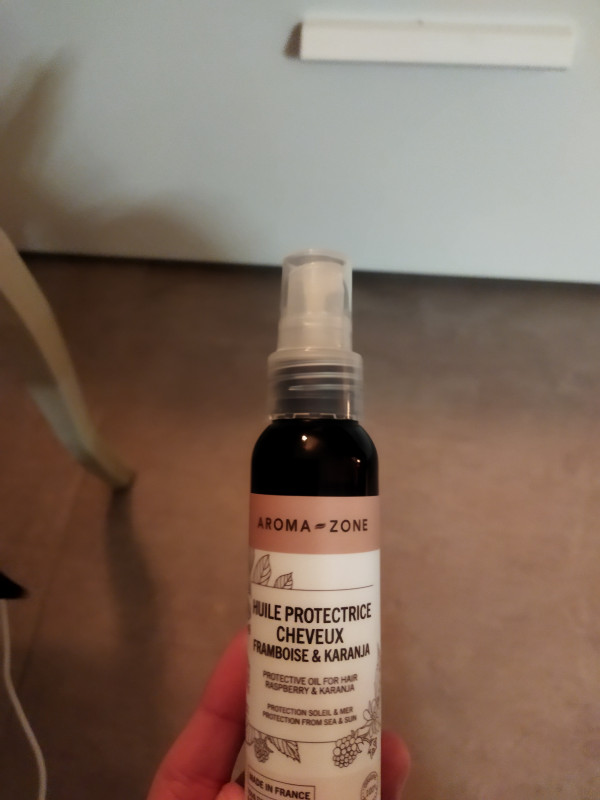 AROMA-ZONE
HUILE PROTECTRICE
CHEVEUX
FRAMBOISE & KARANJA
PROTECTIVE OIL FOR HAIR
RASPBERRY & KARANJA
PROTECTION SOLEIL & MER
PROTECTION FROM SEA & SUN
MADE IN FRANCE
100%